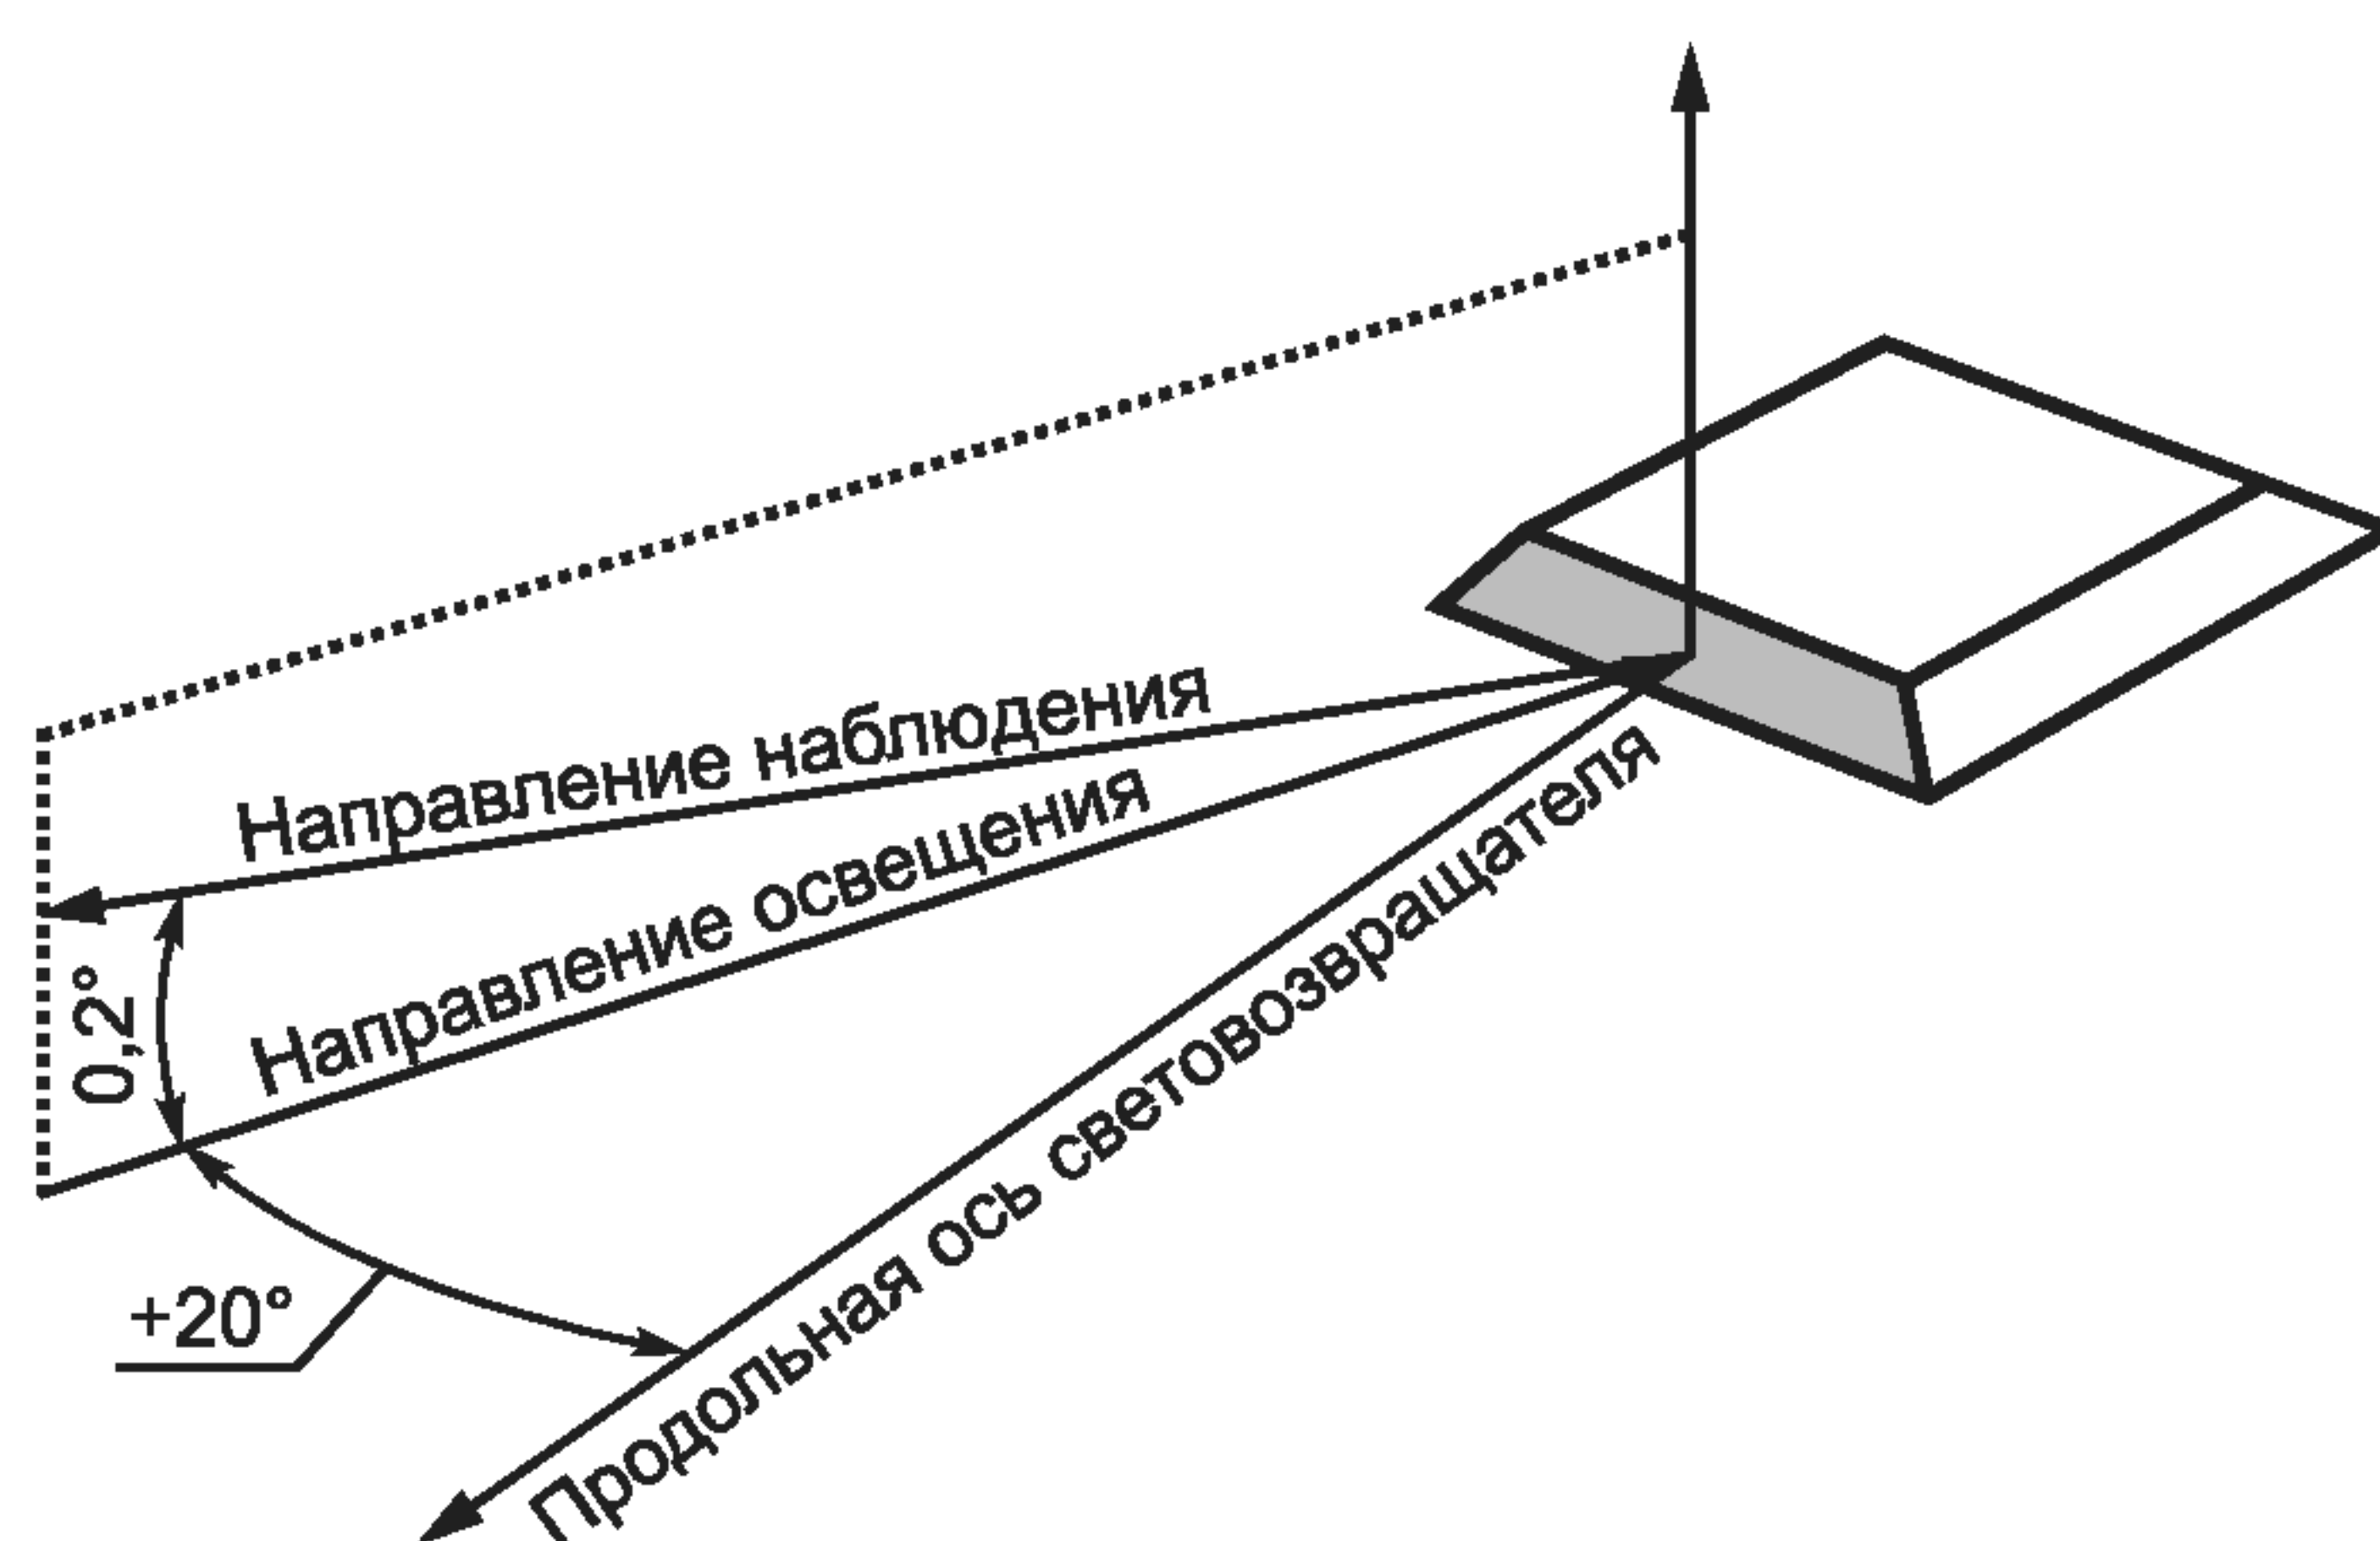 Направление наблюдения
Направление освещения
0,2°
Продольная ось световозвращателя
+20°